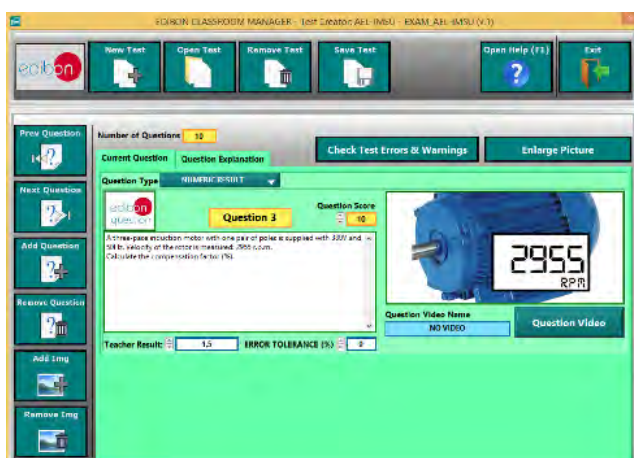 EDIBON CLASSROOM MANAGER - Test Creator: AEL-IMSU - EXAM_AEL-IMSU (v.1)
edibon
New Test
Open Test
Remove Test
Save Test
Open Help (F1)
Exit
Prev Question
Next Question
Add Question
Remove Question
Add Img
Remove Img
Number of Questions 10
Check Test Errors & Warnings
Enlarge Picture
Current Question
Question Explanation
Question Type NUMERIC RESULT
edibon
question
Question 3
Question Score
10
A three-pase induction motor with one pair of poles is supplied with and
Velocity of the rotor is measured: 2955 r.p.m.
Calculate the compensation factor (%).
2955
RPM
Question Video Name
NO VIDEO
Question Video
Teacher Result: 1,5
ERROR TOLERANCE (%) 0